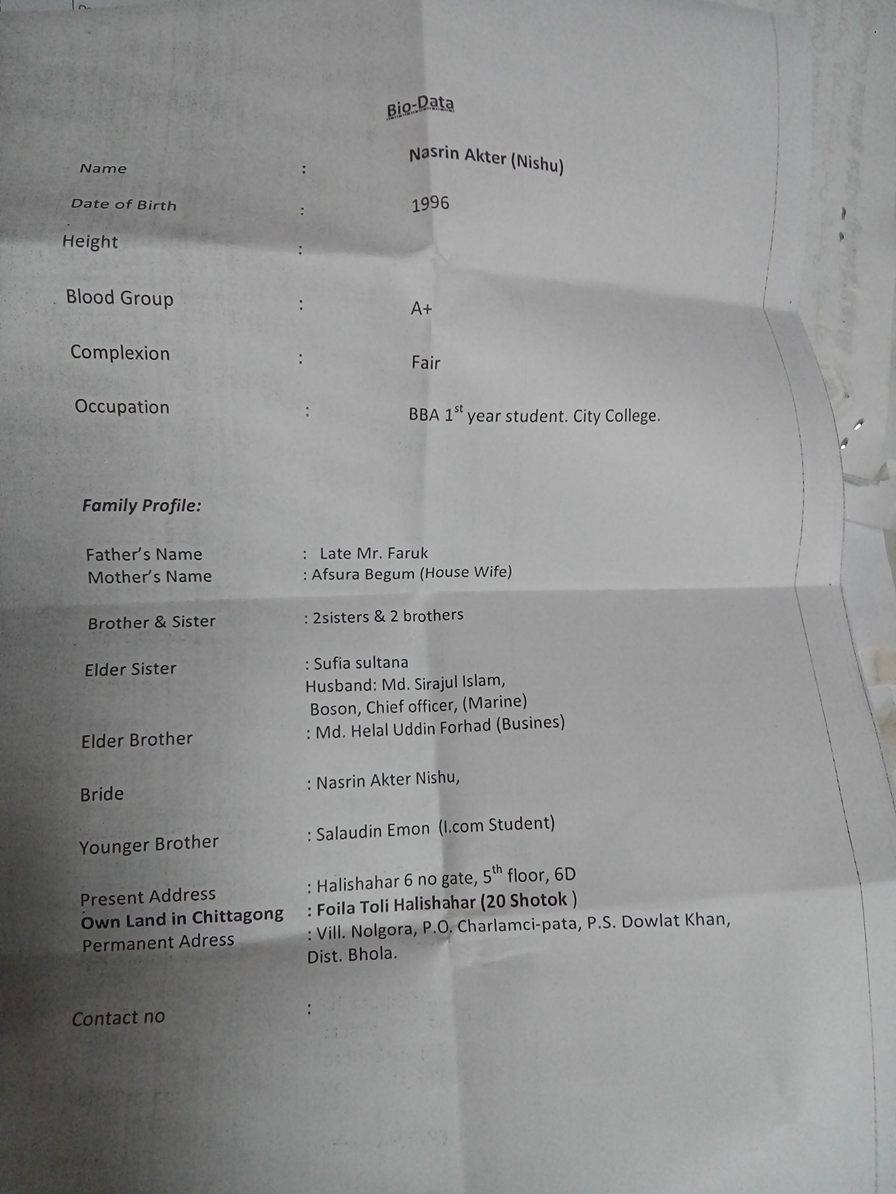 Bio-Data
Name : Nasrin Akter (Nishu)
Date of Birth : 1996
Height :
Blood Group : A+
Complexion : Fair
Occupation : BBA 1st year student. City College.
Family Profile:
Father's Name : Late Mr. Faruk
Mother's Name : Afsura Begum (House Wife)
Brother & Sister : 2sisters & 2 brothers
Elder Sister : Sufia sultana
Husband: Md. Sirajul Islam,
Boson, Chief officer, (Marine)
Elder Brother : Md. Helal Uddin Forhad (Busines)
Bride : Nasrin Akter Nishu,
Younger Brother : Salaudin Emon (I.com Student)
Present Address : Halishahar 6 no gate, 5th floor, 6D
Own Land in Chittagong : Foila Toli Halishahar (20 Shotok )
Permanent Adress : Vill. Nolgora, P.O. Charlamci-pata, P.S. Dowlat Khan,
Dist. Bhola.
Contact no :